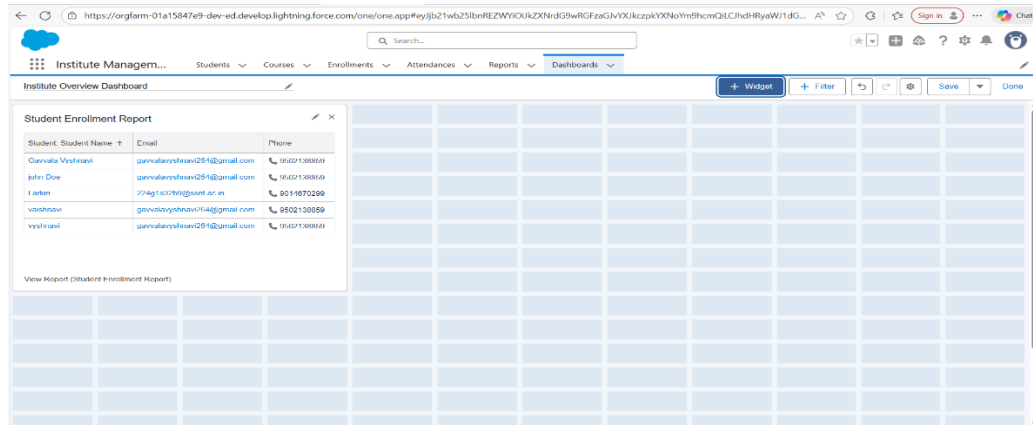 https://orgfarm-01a15847e9-dev-ed.develop.lightning.force.com/one/one.app#eyJjb21wb25lbnREZWYiOiJkZXNrdG9wRGFzaGJvYXJkczpkYXNoYm9hcmQiLCJhdHRyaWJ1dG... Sign in Chat
Search...
Institute Managem... Students Courses Enrollments Attendances Reports Dashboards
Institute Overview Dashboard + Widget + Filter Save Done
Student Enrollment Report
Student: Student Name ↑ Email Phone
Gavvala Vyshnavi gavvalavyshnavi264@gmail.com 9502138859
john Doe gavvalavyshnavi264@gmail.com 9502138859
9014670299
vaishnavi gavvalavyshnavi264@gmail.com 9502138859
vyshnavi gavvalavyshnavi264@gmail.com 9502138859
View Report (Student Enrollment Report)